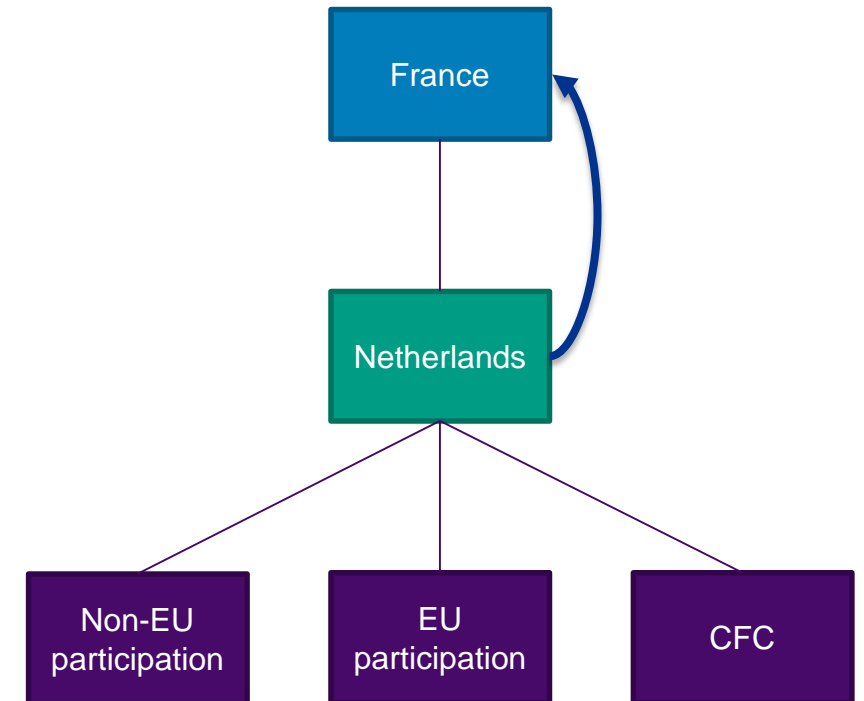 France
Netherlands
Non-EU
participation
EU
participation
CFC